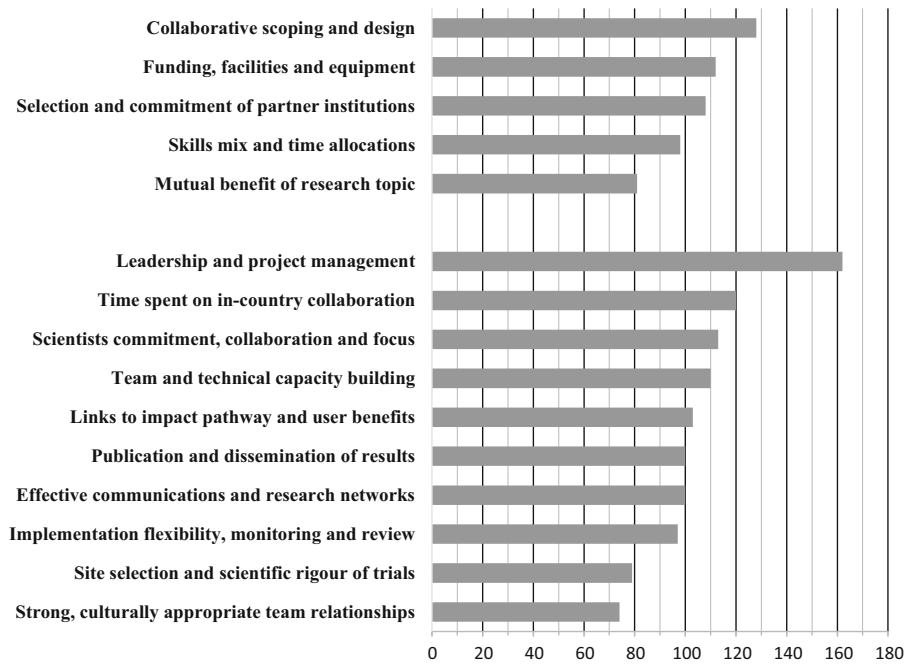 Collaborative scoping and design
Funding, facilities and equipment
Selection and commitment of partner institutions
Skills mix and time allocations
Mutual benefit of research topic
Leadership and project management
Time spent on in-country collaboration
Scientists commitment, collaboration and focus
Team and technical capacity building
Links to impact pathway and user benefits
Publication and dissemination of results
Effective communications and research networks
Implementation flexibility, monitoring and review
Site selection and scientific rigour of trials
Strong, culturally appropriate team relationships
0 20 40 60 80 100 120 140 160 180